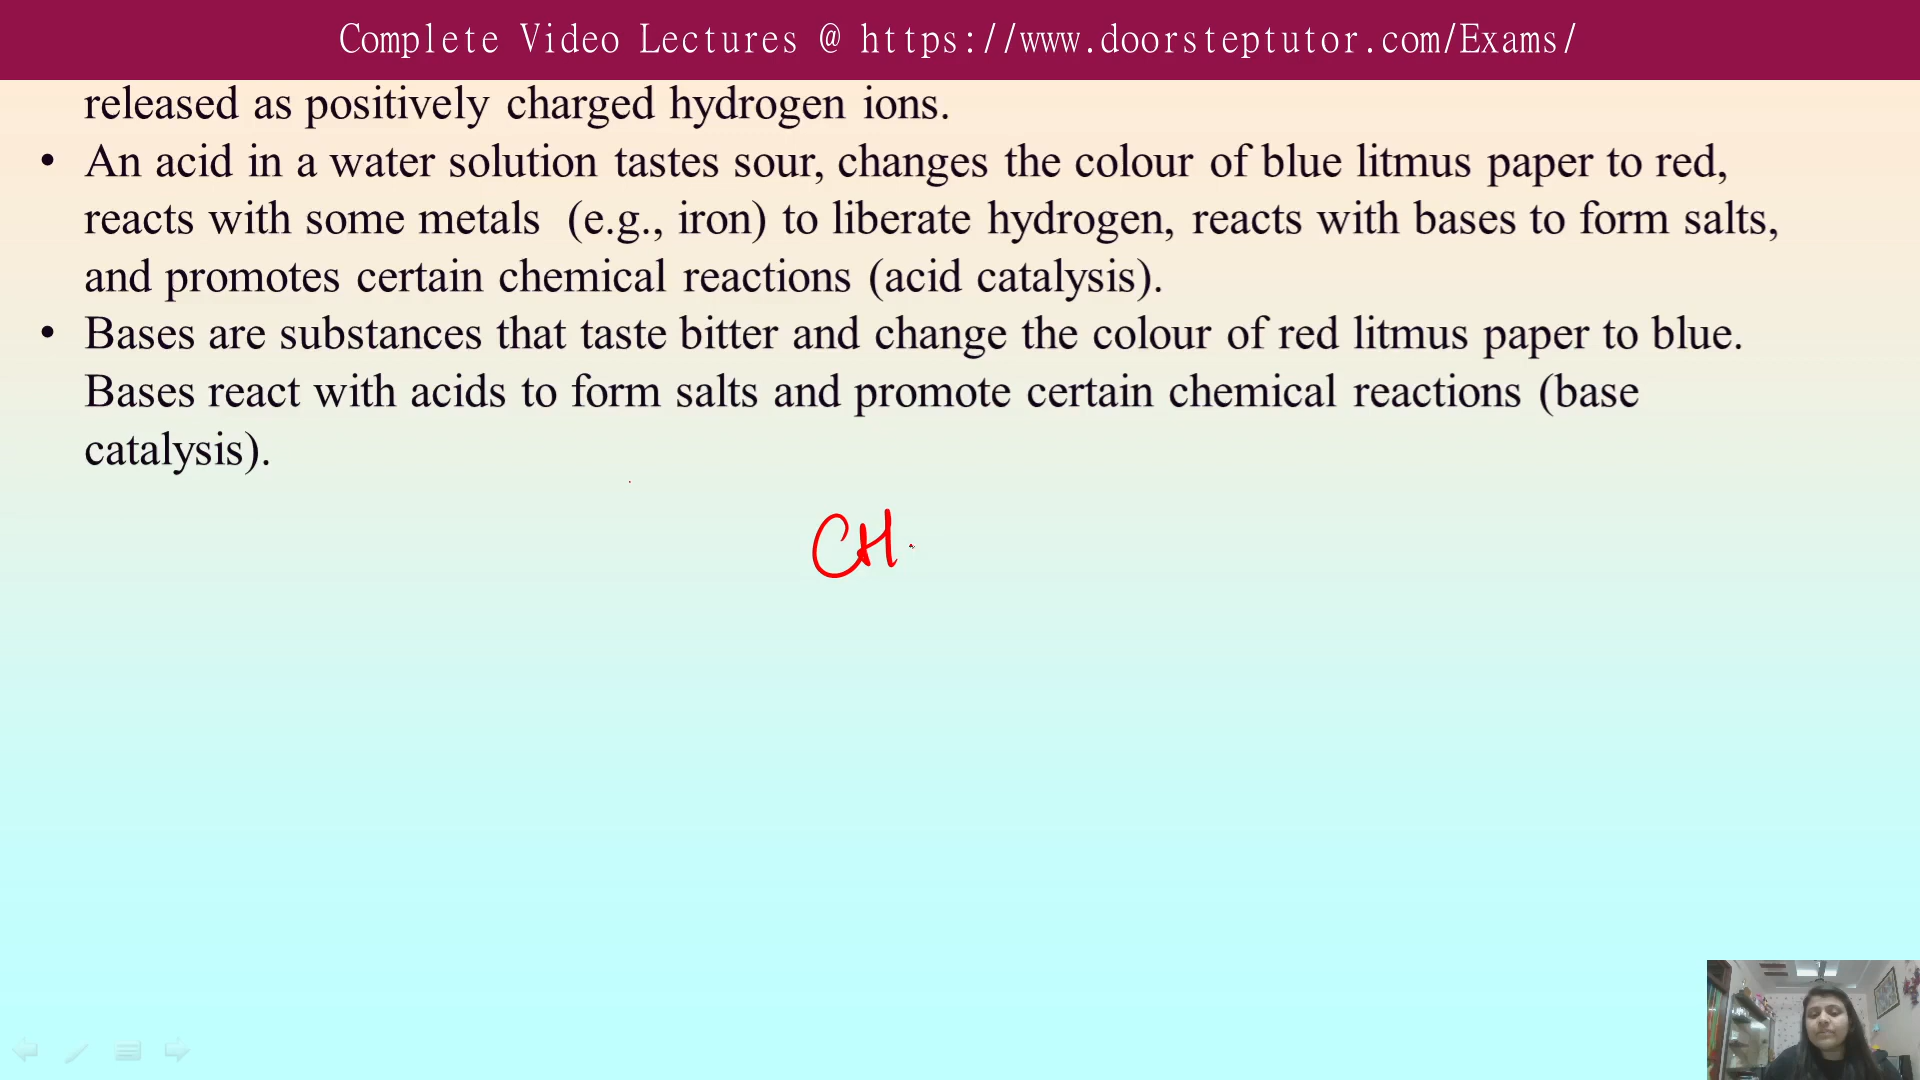 Complete Video Lectures @ https://www.doorsteptutor.com/Exams/
released as positively charged hydrogen ions.
• An acid in a water solution tastes sour, changes the colour of blue litmus paper to red,
reacts with some metals (e.g., iron) to liberate hydrogen, reacts with bases to form salts,
and promotes certain chemical reactions (acid catalysis).
• Bases are substances that taste bitter and change the colour of red litmus paper to blue.
Bases react with acids to form salts and promote certain chemical reactions (base
catalysis).
CH